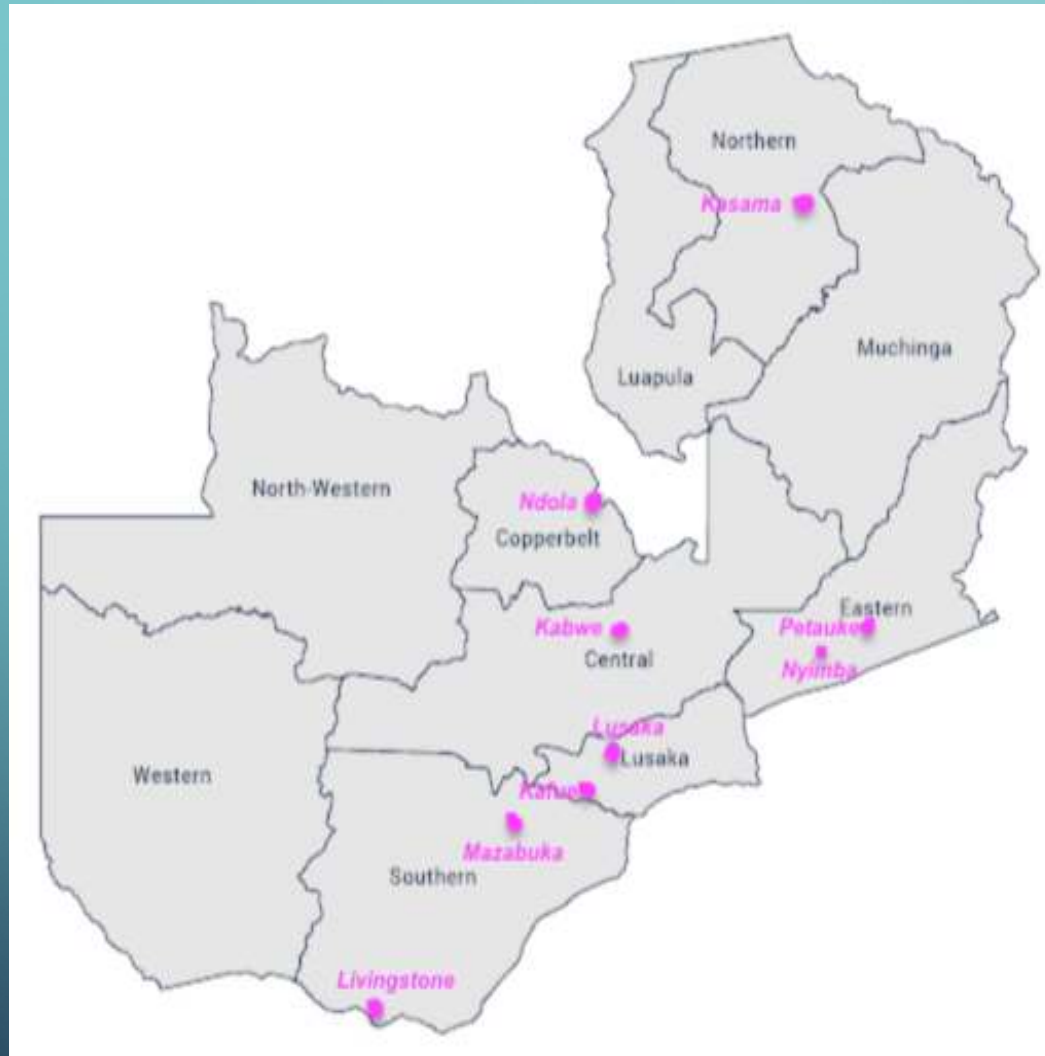 Northern
Kasama
Muchinga
Luapula
North-Western
Ndola
Copperbelt
Eastern
Petauke
Kabwe
Central
Nyimba
Lusaka
Lusaka
Western
Kafue
Mazabuka
Southern
Livingstone